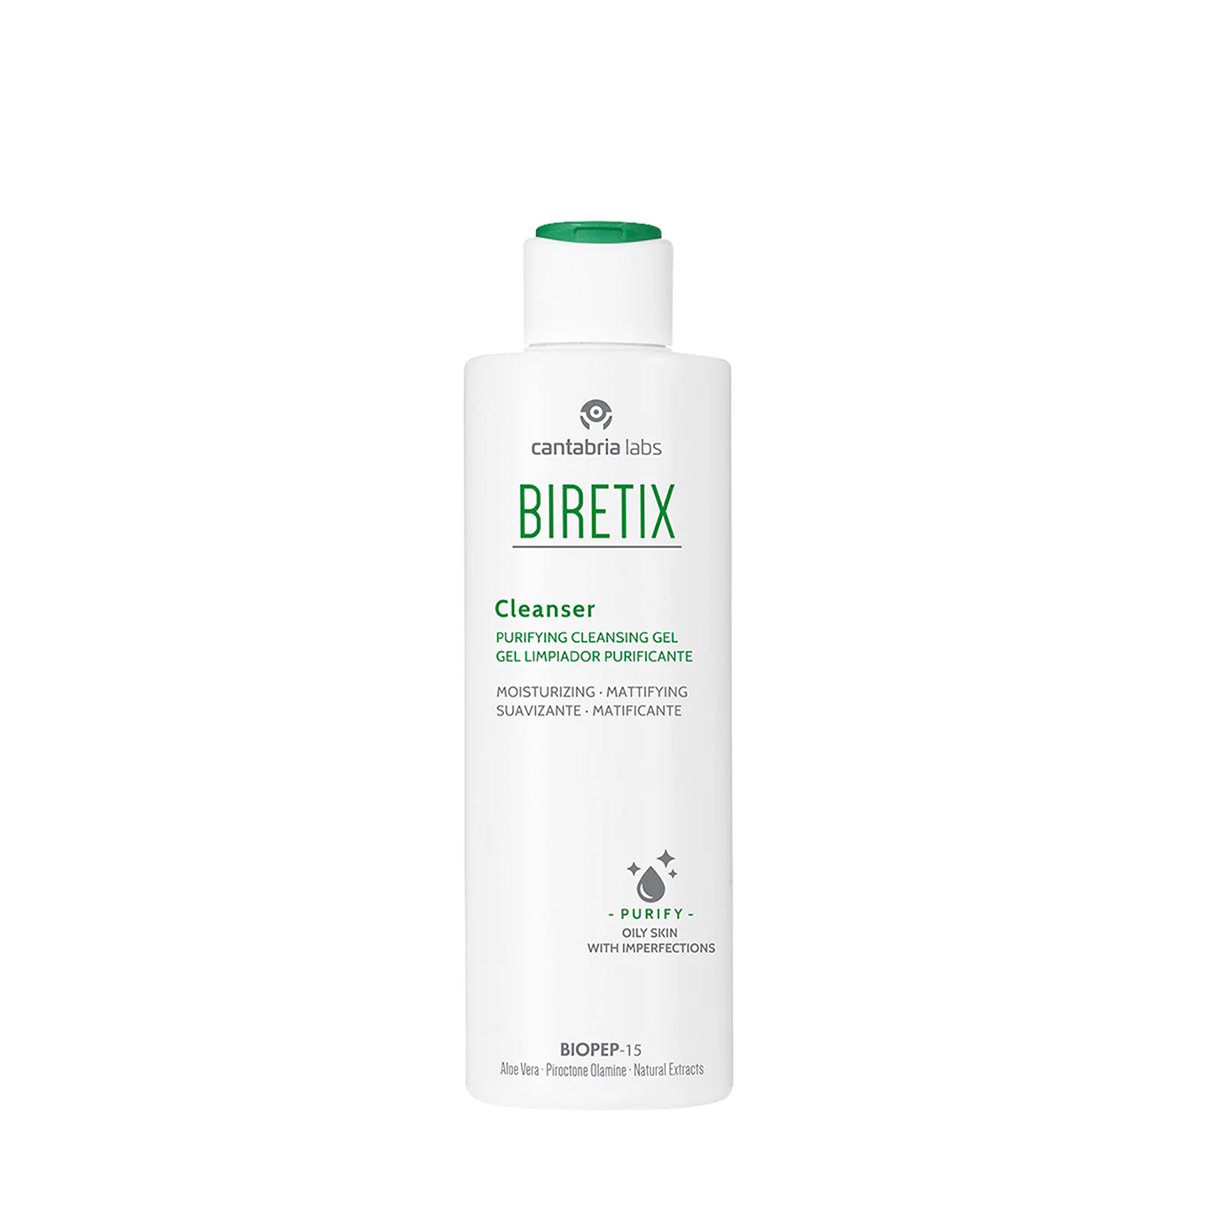 cantabria labs
BIRETIX
Cleanser
PURIFYING CLEANSING GEL
GEL LIMPIADOR PURIFICANTE
MOISTURIZING · MATTIFYING
SUAVIZANTE · MATIFICANTE
- PURIFY -
OILY SKIN
WITH IMPERFECTIONS
BIOPEP-15
Aloe Vera · Piroctone Olamine · Natural Extracts